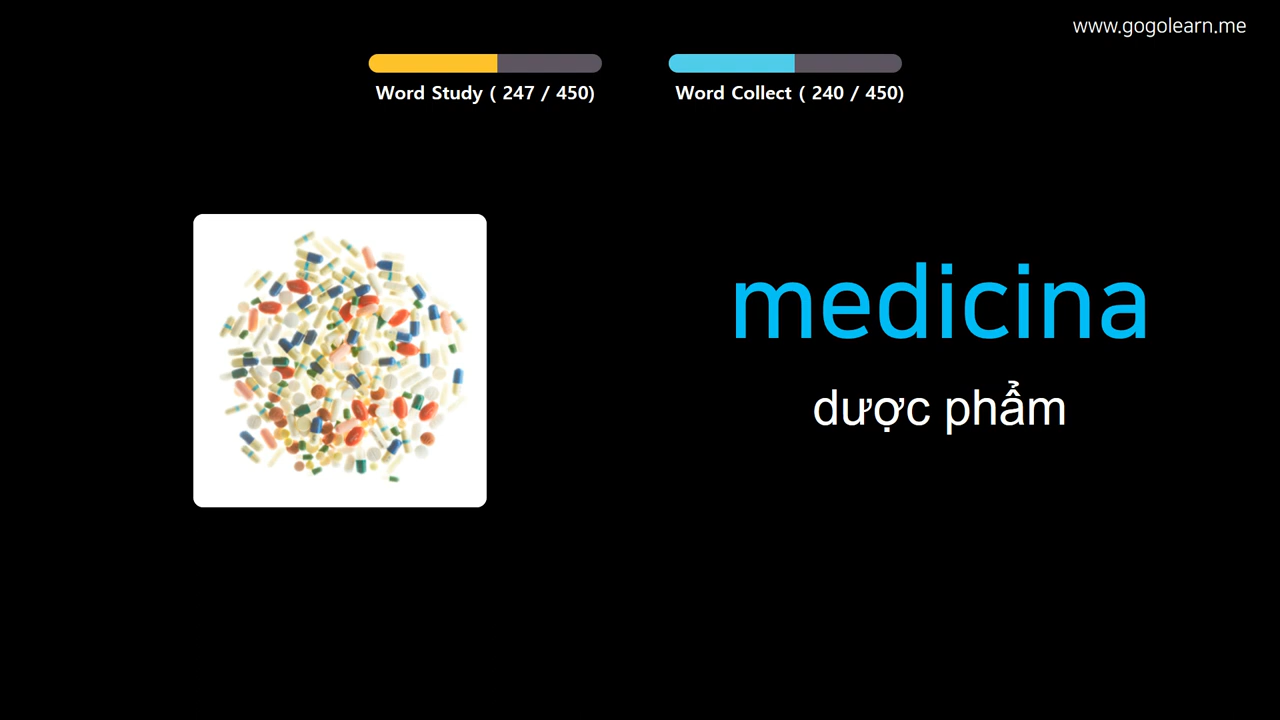 www.gogolearn.me
Word Study ( 247 / 450)
Word Collect ( 240 / 450)
medicina
dược phẩm